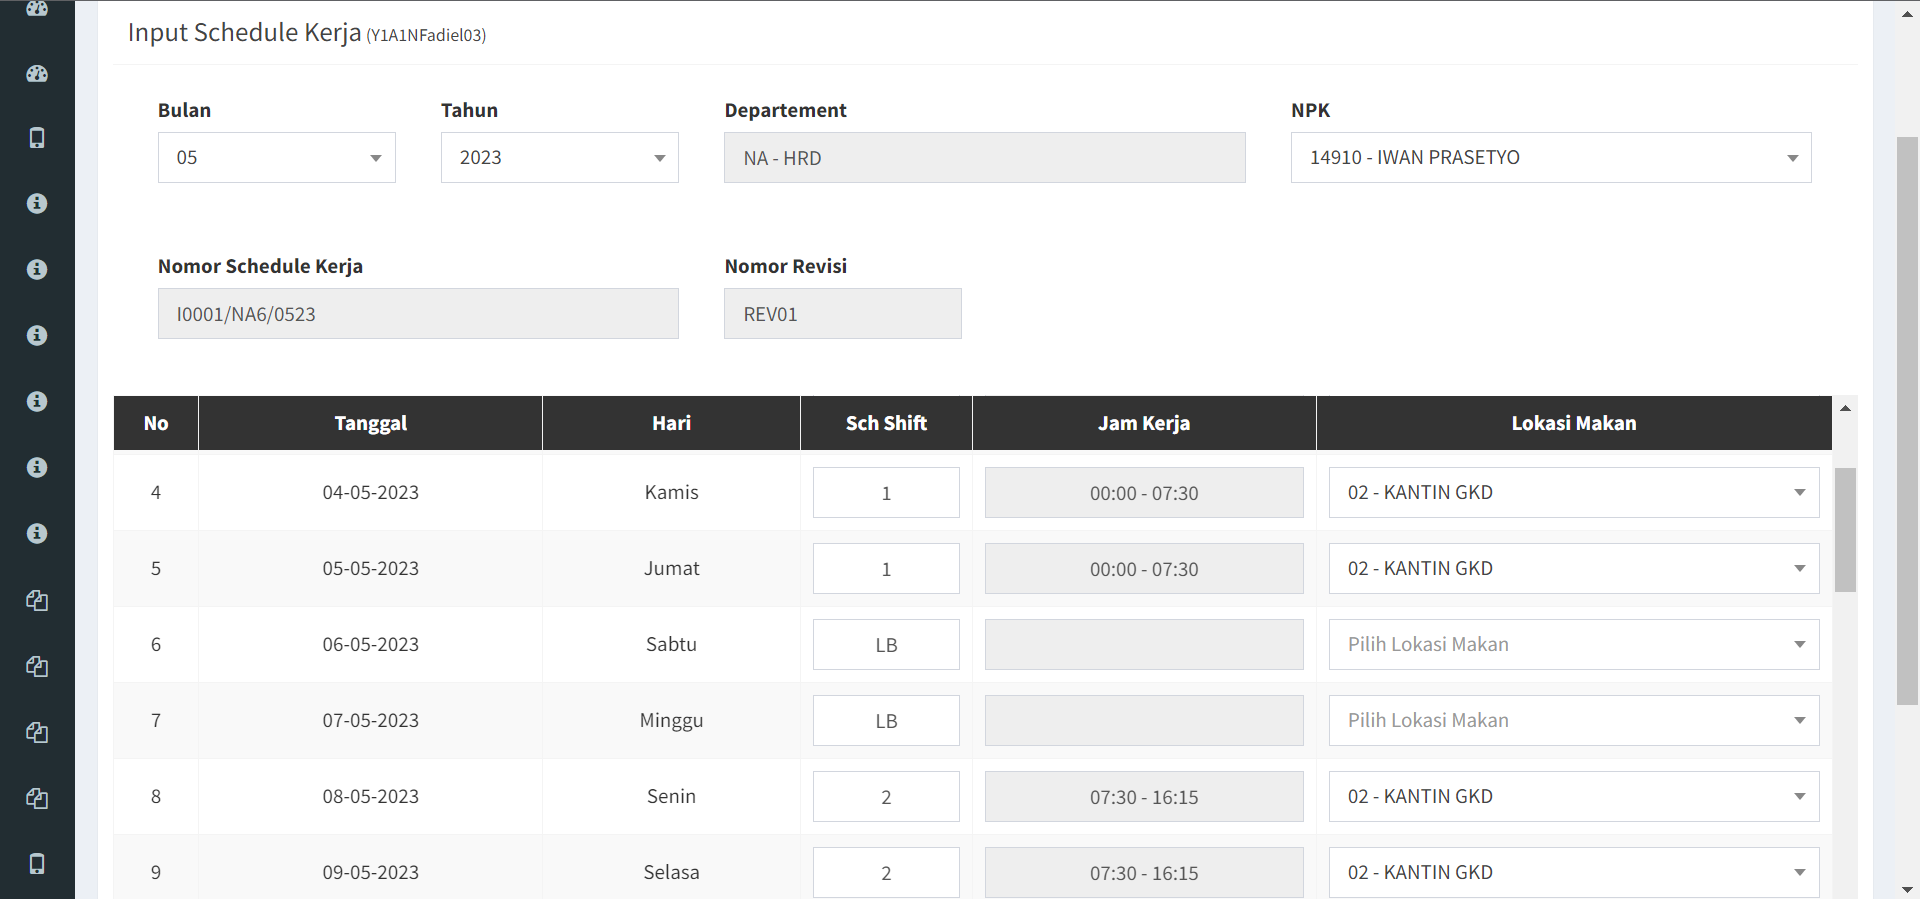 Input Schedule Kerja (Y1A1NFadiel03)
Bulan Tahun Departement NPK
05 2023 NA - HRD 14910 - IWAN PRASETYO
Nomor Schedule Kerja Nomor Revisi
I0001/NA6/0523 REV01
No Tanggal Hari Sch Shift Jam Kerja Lokasi Makan
4 04-05-2023 Kamis 1 00:00 - 07:30 02 - KANTIN GKD
5 05-05-2023 Jumat 1 00:00 - 07:30 02 - KANTIN GKD
6 06-05-2023 Sabtu LB Pilih Lokasi Makan
7 07-05-2023 Minggu LB Pilih Lokasi Makan
8 08-05-2023 Senin 2 07:30 - 16:15 02 - KANTIN GKD
9 09-05-2023 Selasa 2 07:30 - 16:15 02 - KANTIN GKD